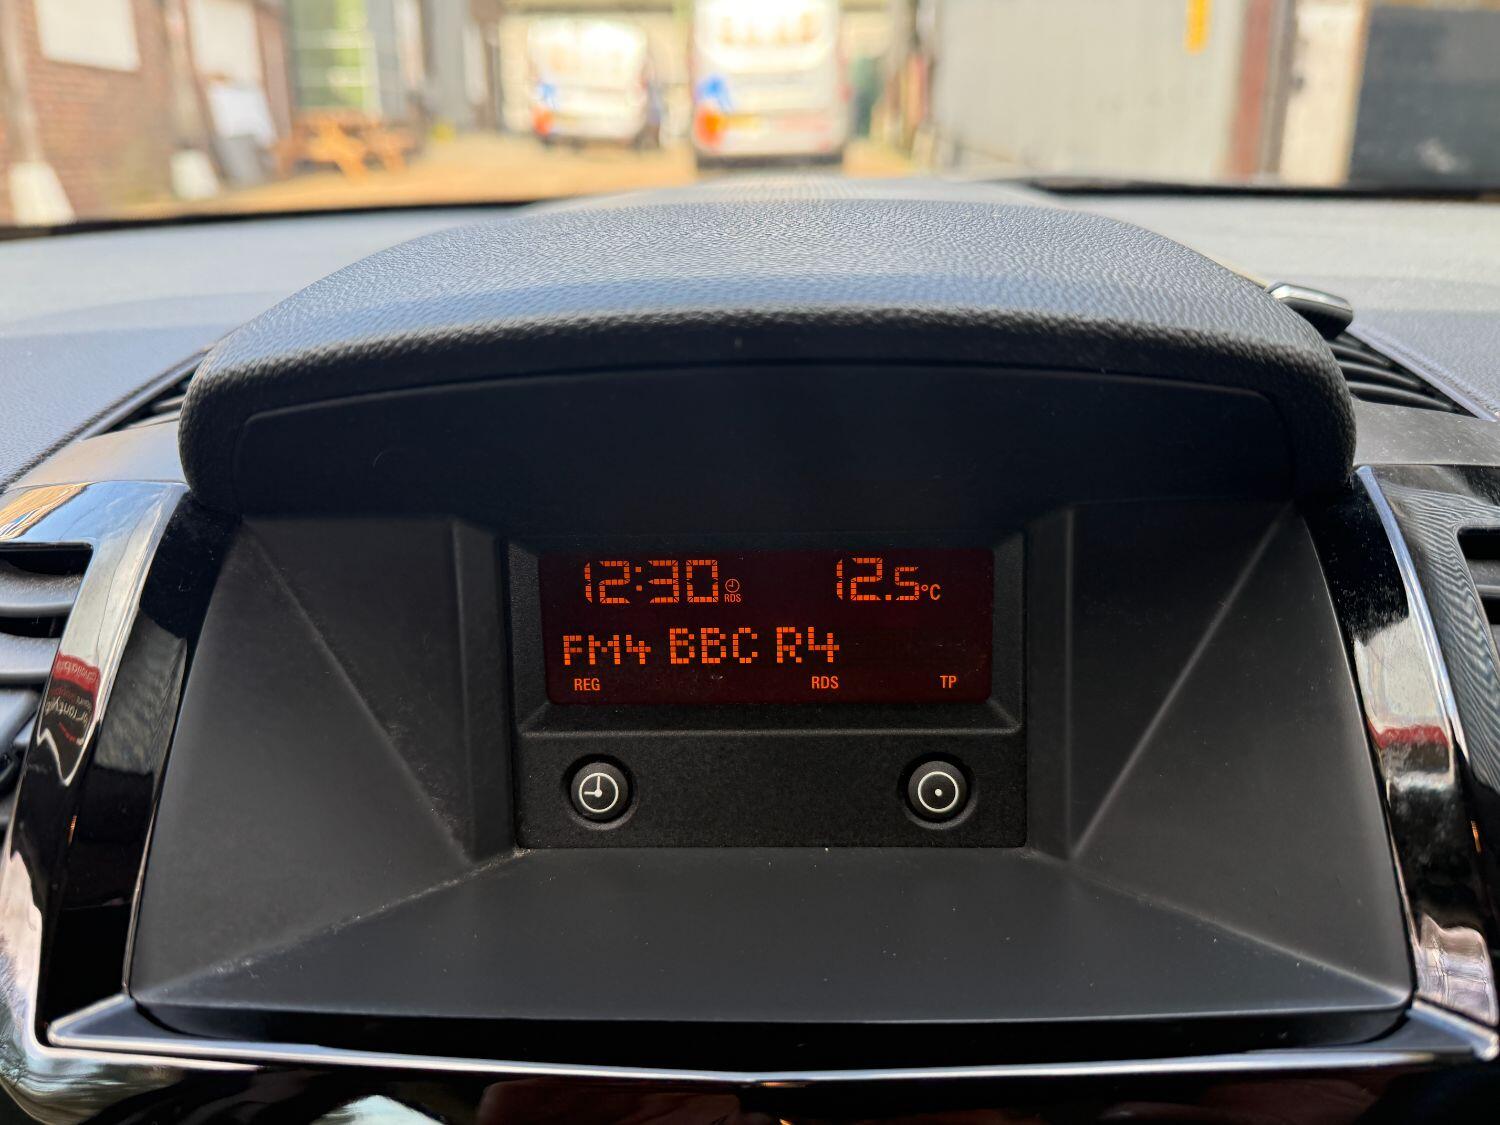 12:30 RDS 12.5°C
FM4 BBC R4
REG RDS TP